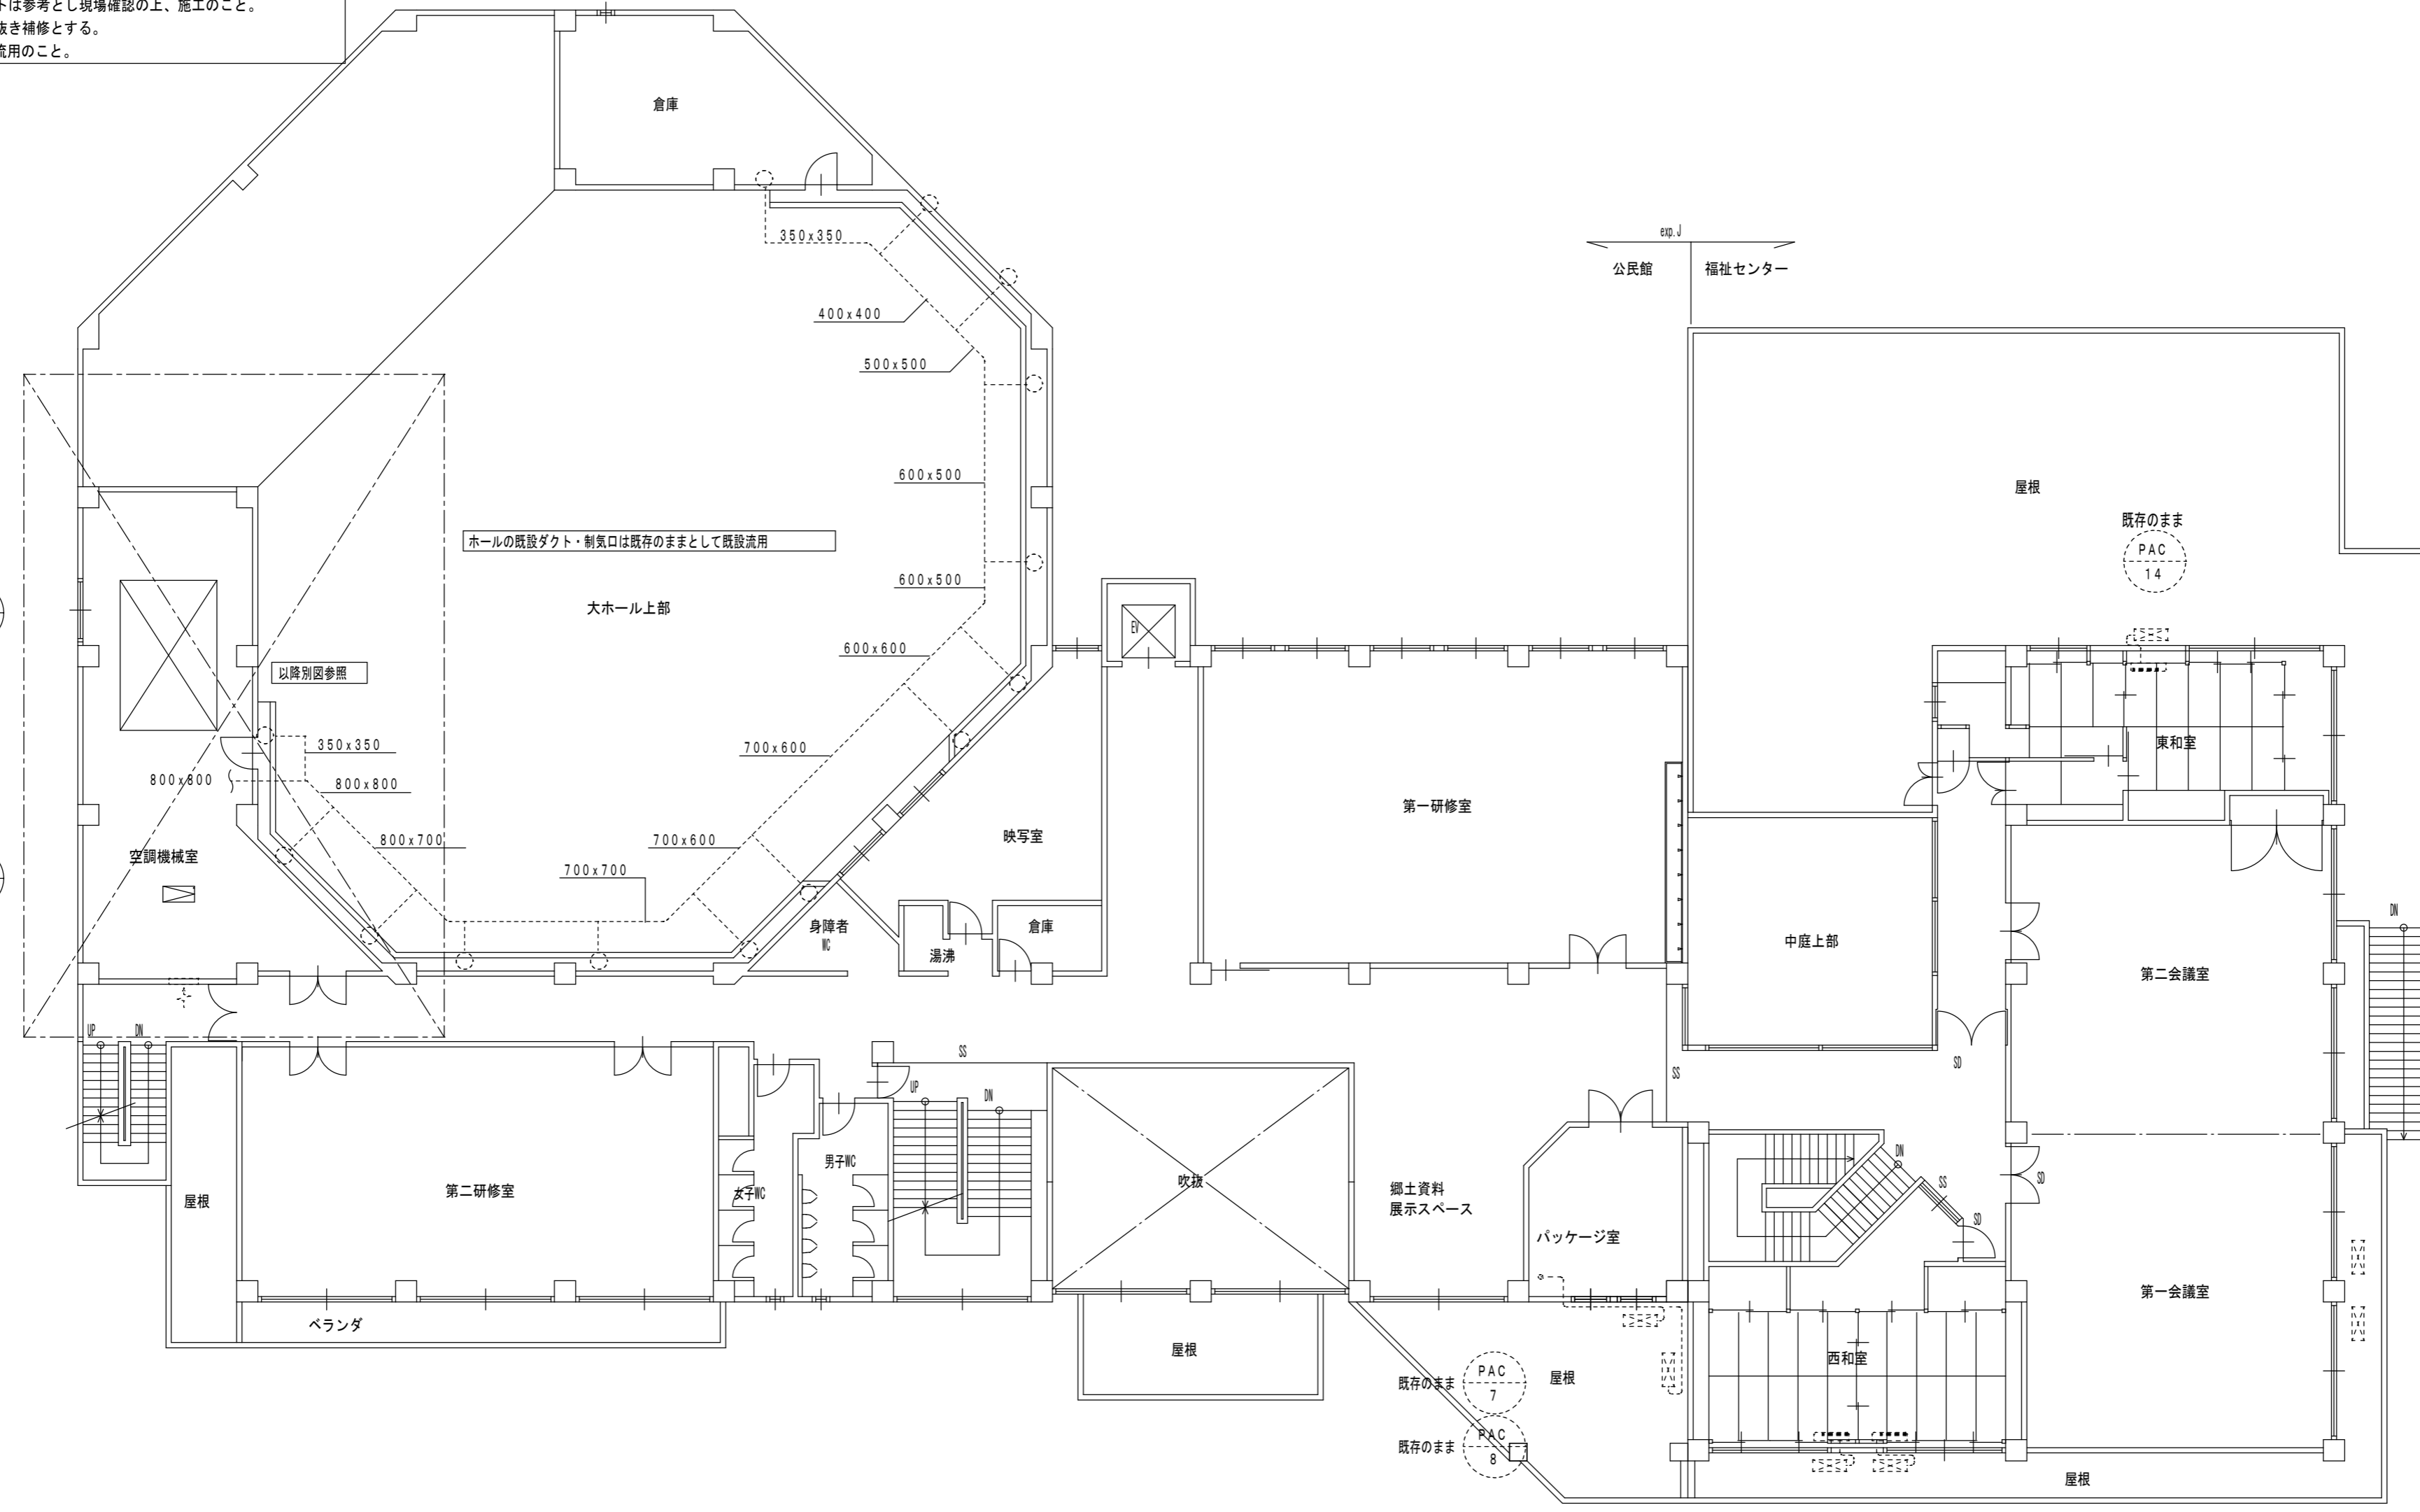 トは参考とし現場確認の上、施工のこと。
抜き補修とする。
流用のこと。
倉庫
350x350
400x400
500x500
exp.J
公民館
福祉センター
600x500
屋根
既存のまま
PAC
14
ホールの既設ダクト・制気口は既存のままとして既設流用
600x500
大ホール上部
EV
600x600
以降別図参照
350x350
700x600
東和室
800x800
800x800
第一研修室
映写室
800x700
700x600
空調機械室
700x700
身障者
WC
倉庫
湯沸
中庭上部
DN
第二会議室
UP
DN
SS
SD
SS
UP
DN
男子WC
女子WC
DN
SS
SD
SD
屋根
第二研修室
吹抜
郷土資料
展示スペース
パッケージ室
第一会議室
ベランダ
屋根
西和室
既存のまま
PAC
7
屋根
既存のまま
PAC
8
屋根